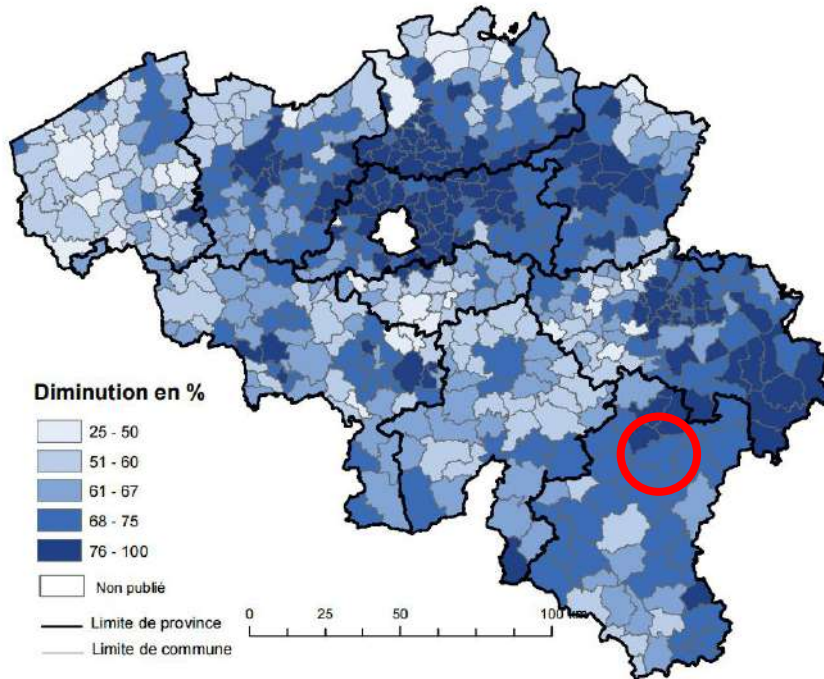 Diminution en %
25 - 50
51 - 60
61 - 67
68 - 75
76 - 100
Non publié
Limite de province
Limite de commune
0 25 50 100 km